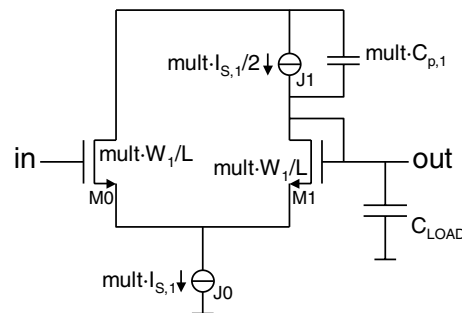 mult·I_S,1/2
J1
mult·C_p,1
in
mult·W_1/L
M0
mult·W_1/L
M1
out
C_LOAD
mult·I_S,1
J0